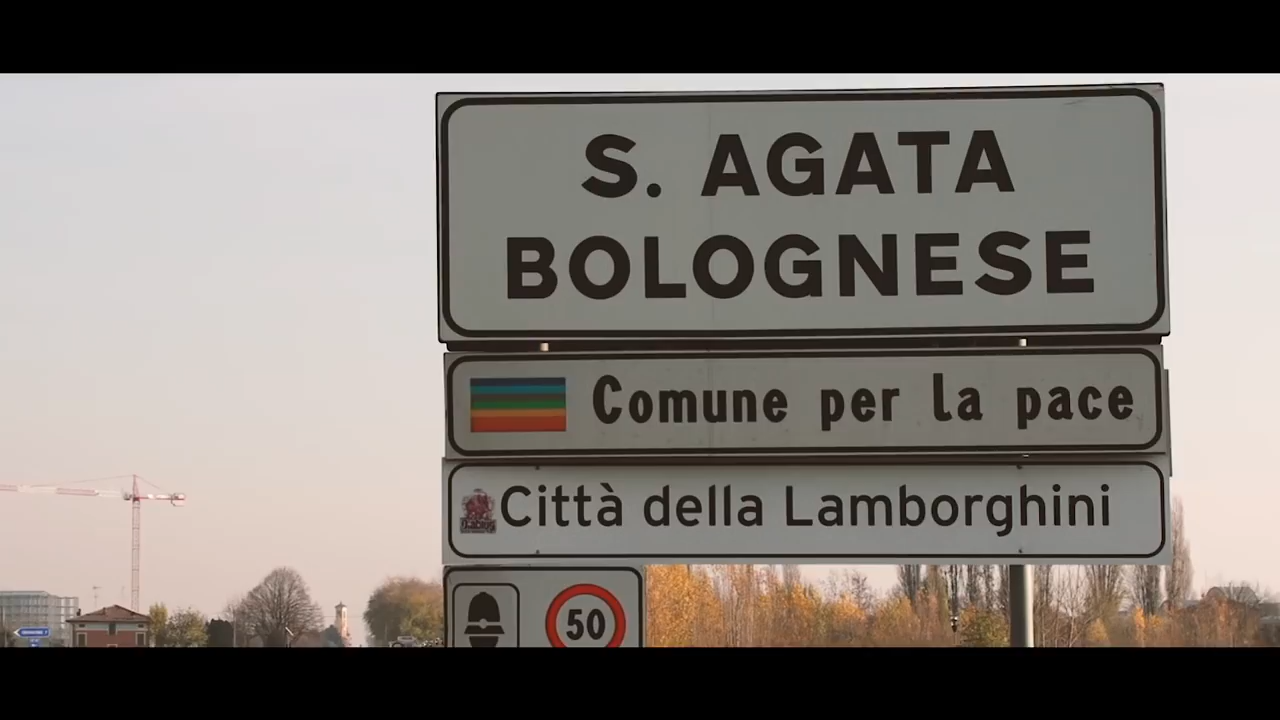 S. AGATA
BOLOGNESE
Comune per la pace
Città della Lamborghini
50